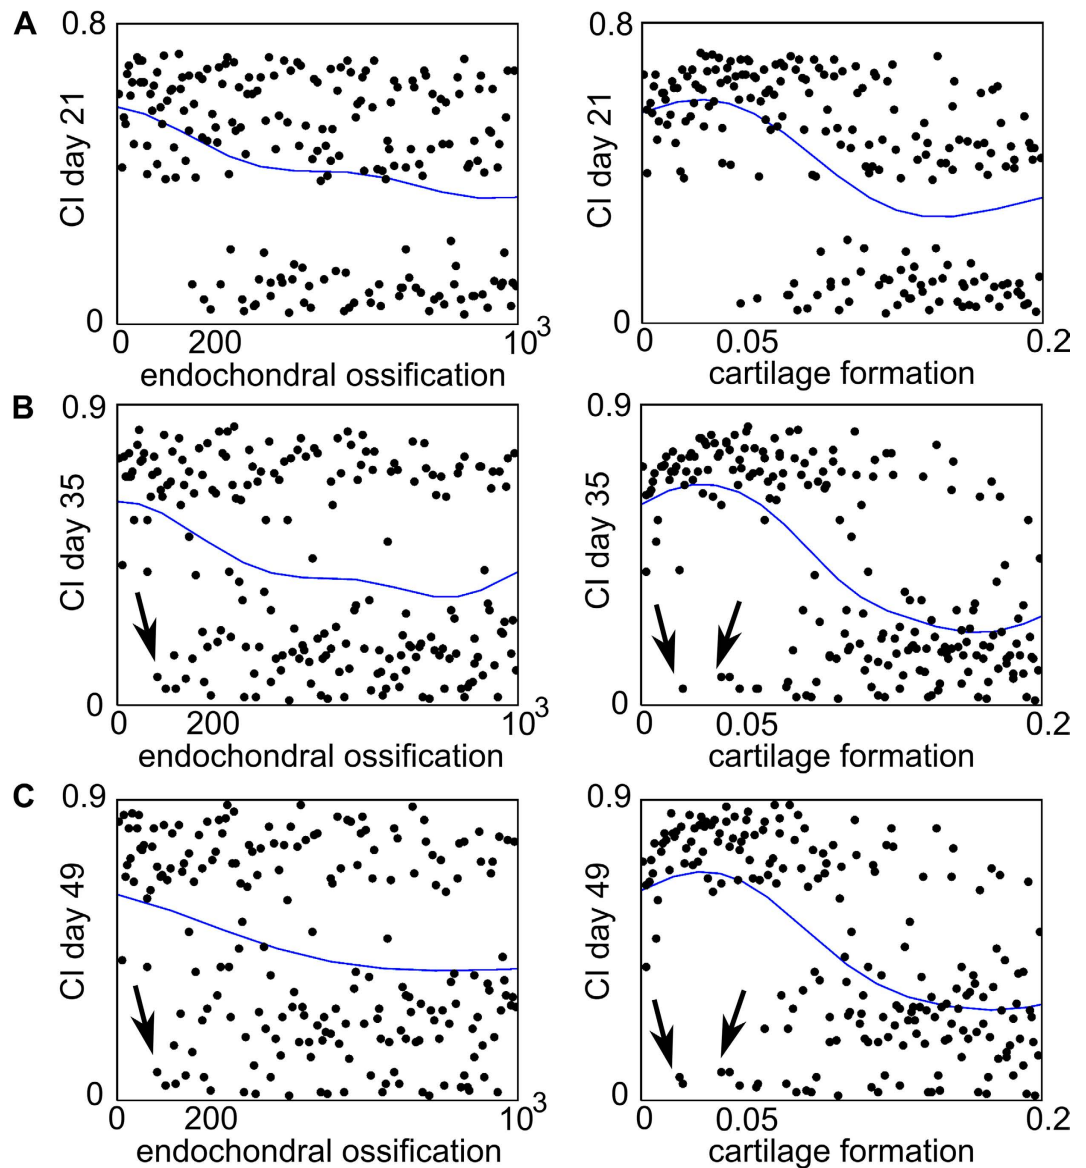 A
0.8
CI day 21
0
0
200
10³
endochondral ossification
0.8
CI day 21
0
0
0.05
0.2
cartilage formation
B
0.9
CI day 35
0
0
200
10³
endochondral ossification
0.9
CI day 35
0
0
0.05
0.2
cartilage formation
C
0.9
CI day 49
0
0
200
10³
endochondral ossification
0.9
CI day 49
0
0
0.05
0.2
cartilage formation